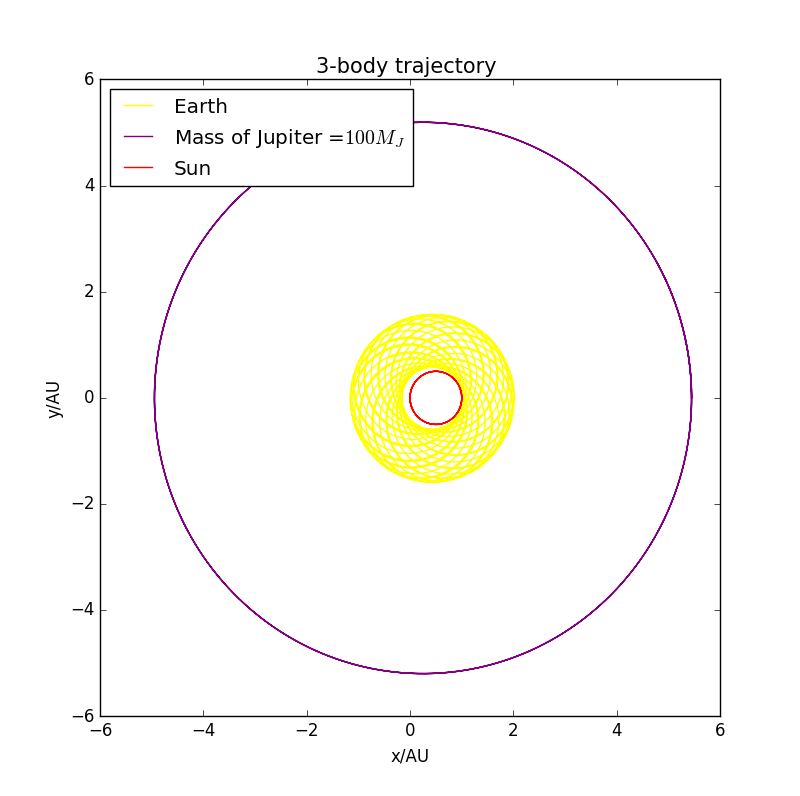 3-body trajectory
Earth
Mass of Jupiter =100M_J
Sun
6
4
2
0
−2
−4
−6
y/AU
−6 −4 −2 0 2 4 6
x/AU